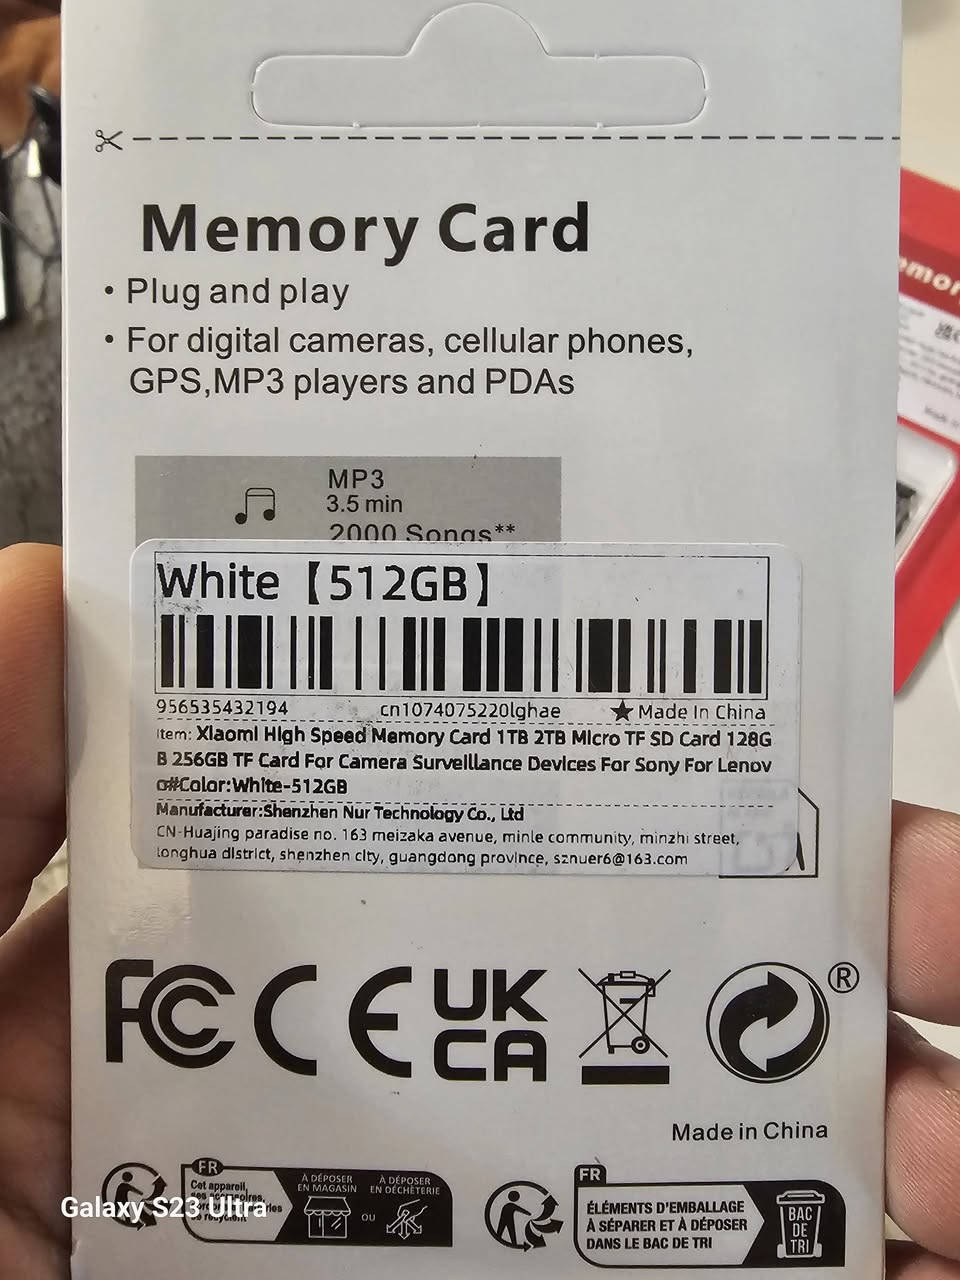 Memory Card
• Plug and play
• For digital cameras, cellular phones,
GPS,MP3 players and PDAs
MP3
3.5 min
2000 Songs**
White【512GB】
956535432194 cn1074075220lghae ★ Made In China
Item: Xiaomi High Speed Memory Card 1TB 2TB Micro TF SD Card 128G
B 256GB TF Card For Camera Surveillance Devices For Sony For Lenov
o#Color:White-512GB
Manufacturer:Shenzhen Nur Technology Co., Ltd
CN-Huajing paradise no. 163 meizaka avenue, minle community, minzhi street,
longhua district, shenzhen city, guangdong province, sznuer6@163.com
FC CE UK
CA
®
Made in China
FR
Cet appareil,
À DÉPOSER
EN MAGASIN
OU
À DÉPOSER
EN DÉCHÈTERIE
FR
ÉLÉMENTS D'EMBALLAGE
À SÉPARER ET À DÉPOSER
DANS LE BAC DE TRI
BAC
DE
TRI
Galaxy S23 Ultra